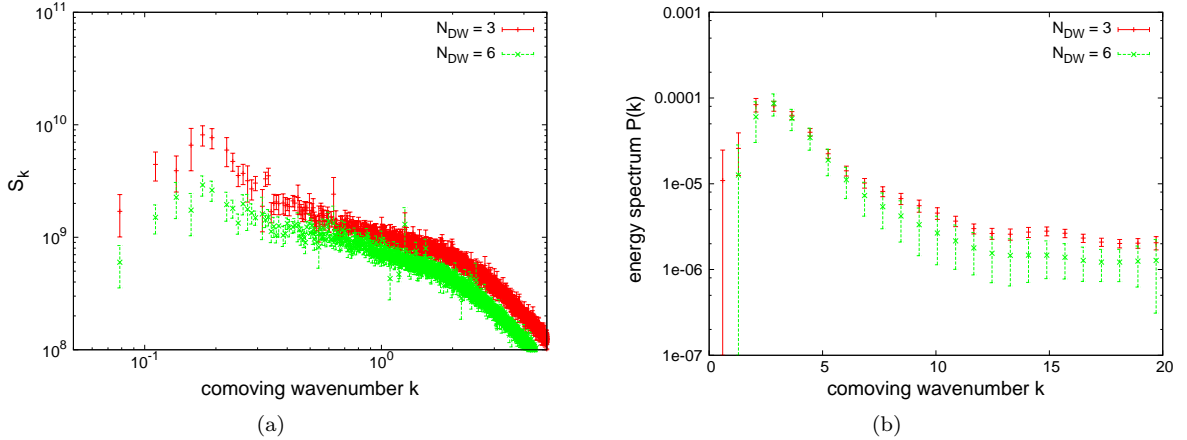 10^11
10^10
10^9
10^8
S_k
10^-1
10^0
comoving wavenumber k
N_DW = 3
N_DW = 6
(a)
0.001
0.0001
1e-05
1e-06
1e-07
energy spectrum P(k)
0
5
10
15
20
comoving wavenumber k
N_DW = 3
N_DW = 6
(b)